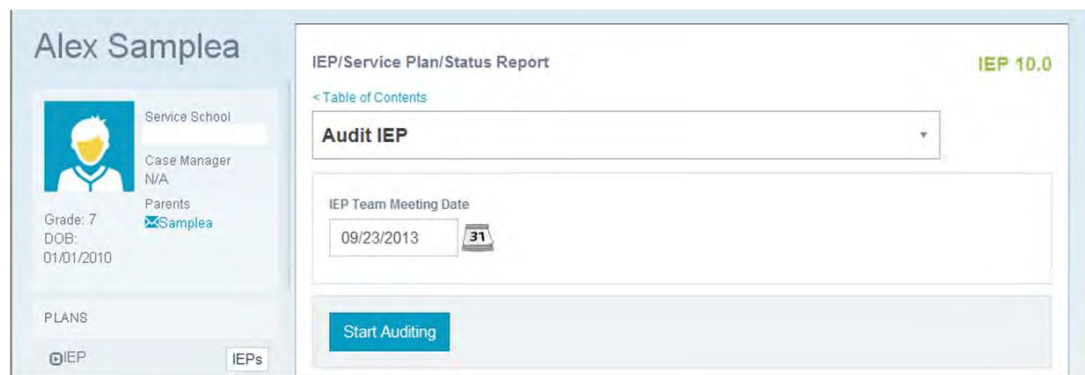 Alex Samplea
Service School
Case Manager
N/A
Parents
Samplea
Grade: 7
DOB:
01/01/2010
PLANS
IEP
IEPs
IEP/Service Plan/Status Report
IEP 10.0
< Table of Contents
Audit IEP
IEP Team Meeting Date
09/23/2013
31
Start Auditing